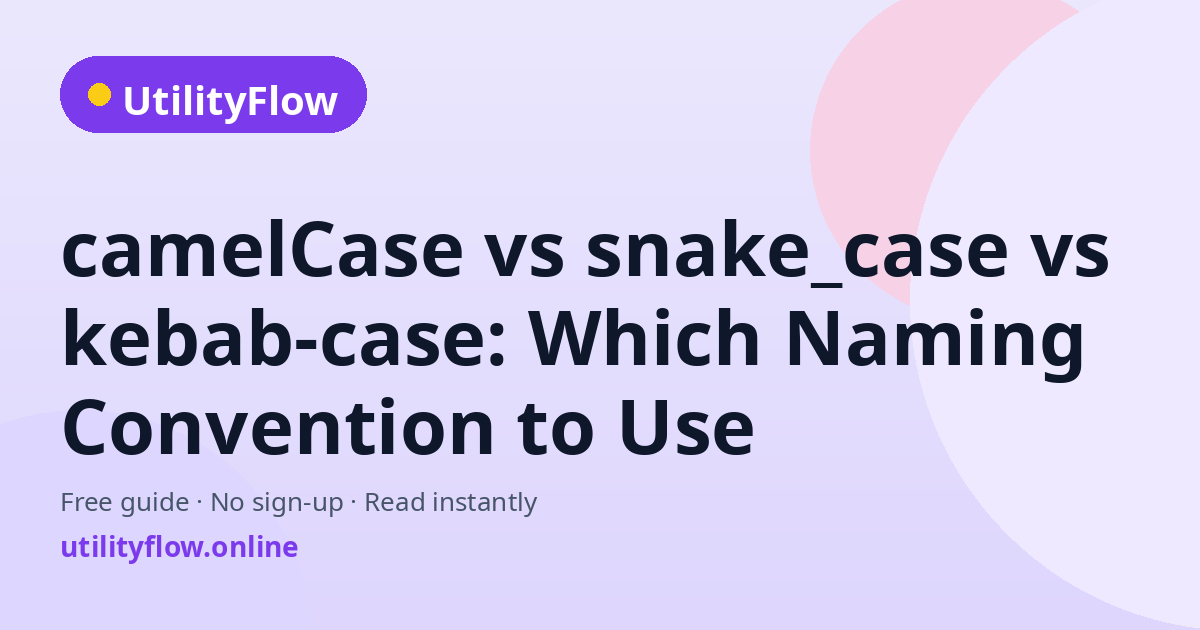 UtilityFlow
camelCase vs snake_case vs
kebab-case: Which Naming
Convention to Use
Free guide · No sign-up · Read instantly
utilityflow.online